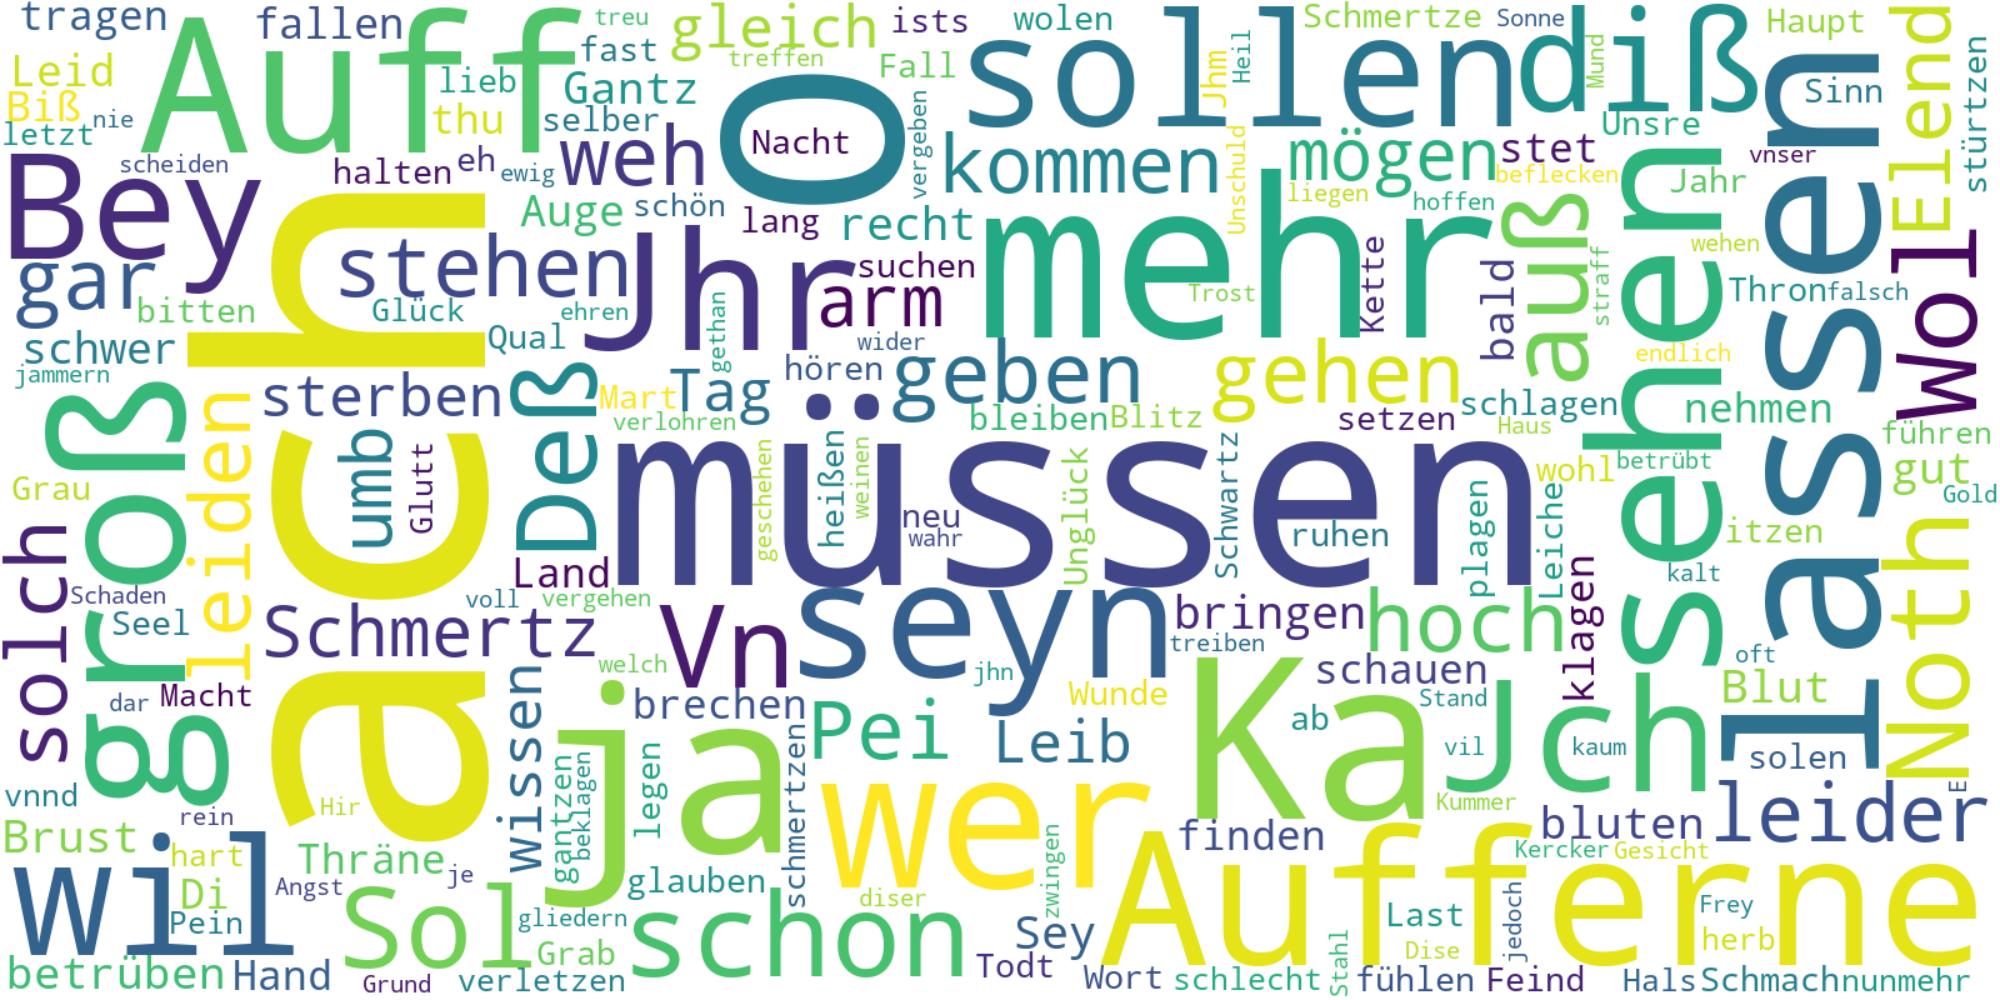 tragen
fallen
treu
gleich
ists
wolen
Schmertze
Sonne
Haupt
Elend
Auff
fast
treffen
Fall
sollen
diß
Mund
Jhm
Heil
Leid
lieb
Gantz
O
Nacht
Sinn
Biß
thu
selber
vergeben
Unsre
stürtzen
letzt
nie
Bey
scheiden
halten
eh
ewig
weh
kommen
Unschuld
mögen
stet
beflecken
vnser
lassen
Auge
schön
lang
recht
mehr
liegen
hoffen
Jahr
sehen
auß
gar
stehen
Jhr
suchen
arm
Kette
bald
straff
wehen
Wol
bitten
Glück
ehren
Trost
Thron
falsch
schwer
ach
Qual
gethan
wider
endlich
jammern
groß
leiden
sterben
Deß
Mart
Tag
hören
geben
gehen
schlagen
nehmen
verlohren
bleiben
Blitz
setzen
Haus
führen
umb
Glutt
müssen
geschehen
heißen
weinen
Unglück
Schwartz
wohl
betrübt
gut
Grau
neu
wahr
ruhen
plagen
Leiche
itzen
Gold
Noth
solch
Schaden
Land
kalt
Seel
voll
vergehen
Schmertz
Vn
seyn
bringen
treiben
hoch
klagen
oft
welch
jhn
schauen
dar
Macht
wissen
ja
brechen
Pei
Wunde
Stand
Blut
Leib
Ka
ab
Jch
vil
kaum
solen
vnnd
Hir
gantzen
beklagen
legen
schmertzen
wer
Kummer
E
rein
finden
bluten
leider
Brust
hart
Thräne
je
Kercker
Gesicht
wil
Angst
Di
Sol
glauben
diser
zwingen
Aufferne
jedoch
Pein
gliedern
schon
Sey
Last
Frey
betrüben
Hand
Grab
Dise
herb
Grund
verletzen
Todt
Wort
schlecht
Stahl
fühlen
Feind
Hals
Schmach
nunmehr